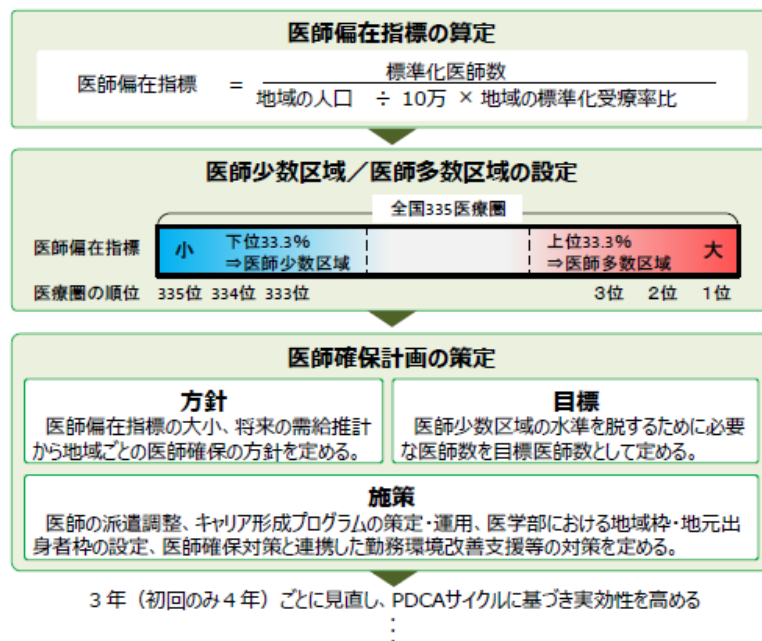 医師偏在指標の算定
医師偏在指標 = 標準化医師数
地域の人口 ÷ 10万 × 地域の標準化受療率比
医師少数区域／医師多数区域の設定
全国335医療圏
医師偏在指標 小 下位33.3% 上位33.3% 大
⇒医師少数区域 ⇒医師多数区域
医療圏の順位 335位 334位 333位 3位 2位 1位
医師確保計画の策定
方針
医師偏在指標の大小、将来の需給推計
から地域ごとの医師確保の方針を定める。
目標
医師少数区域の水準を脱するために必要
な医師数を目標医師数として定める。
施策
医師の派遣調整、キャリア形成プログラムの策定・運用、医学部における地域枠・地元出
身者枠の設定、医師確保対策と連携した勤務環境改善支援等の対策を定める。
３年（初回のみ４年）ごとに見直し、PDCAサイクルに基づき実効性を高める